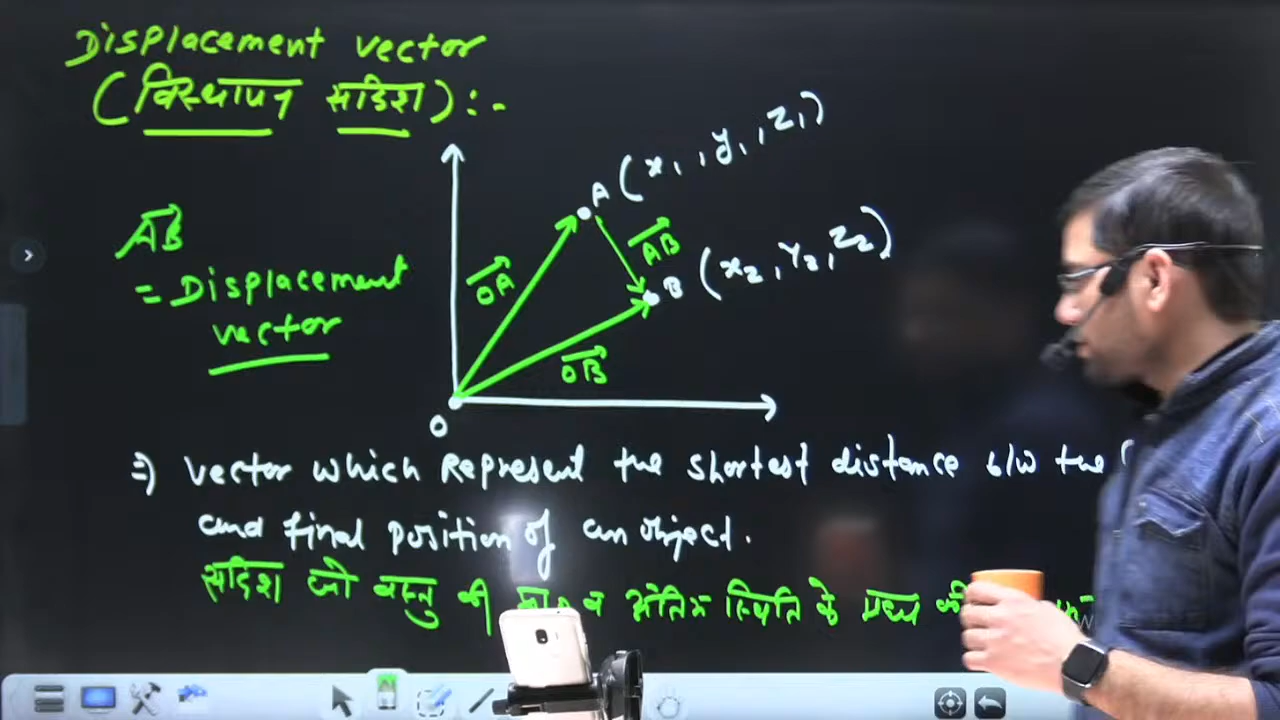 Displacement vector
(विस्थापन सदिश) :-
A (x₁, y₁, z₁)
AB
= Displacement
vector
OA
AB
B (x₂, y₂, z₂)
OB
O
⇒ vector which Represent the shortest distance b/w the
and final position of an object.
सदिश जो वस्तु की व अंतिम स्थिति के मध्य की